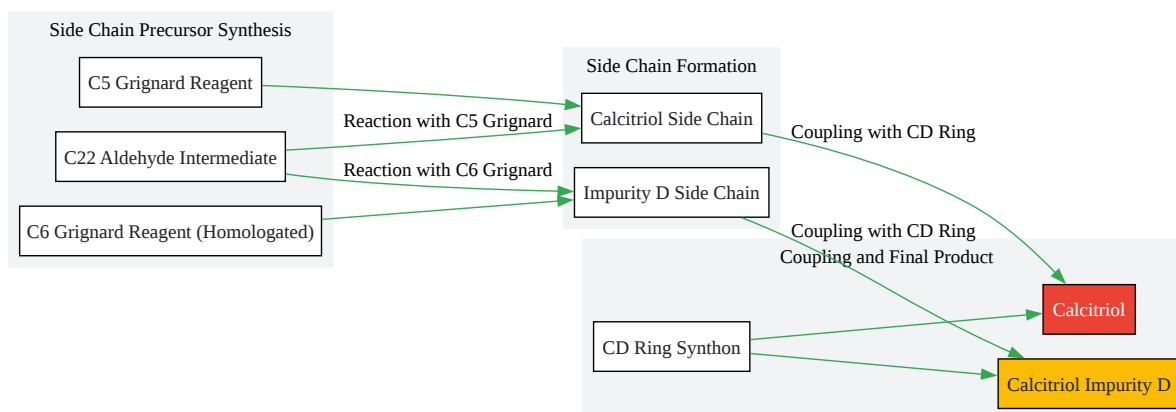 Side Chain Precursor Synthesis
C5 Grignard Reagent
C22 Aldehyde Intermediate
C6 Grignard Reagent (Homologated)
Reaction with C5 Grignard
Reaction with C6 Grignard
Side Chain Formation
Calcitriol Side Chain
Impurity D Side Chain
Coupling with CD Ring
Coupling with CD Ring
Coupling and Final Product
CD Ring Synthon
Calcitriol
Calcitriol Impurity D